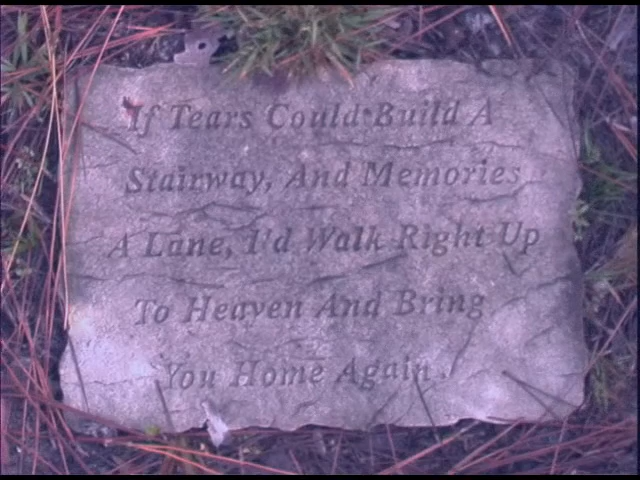 If Tears Could Build A
Stairway, And Memories
A Lane, I'd Walk Right Up
To Heaven And Bring
You Home Again.